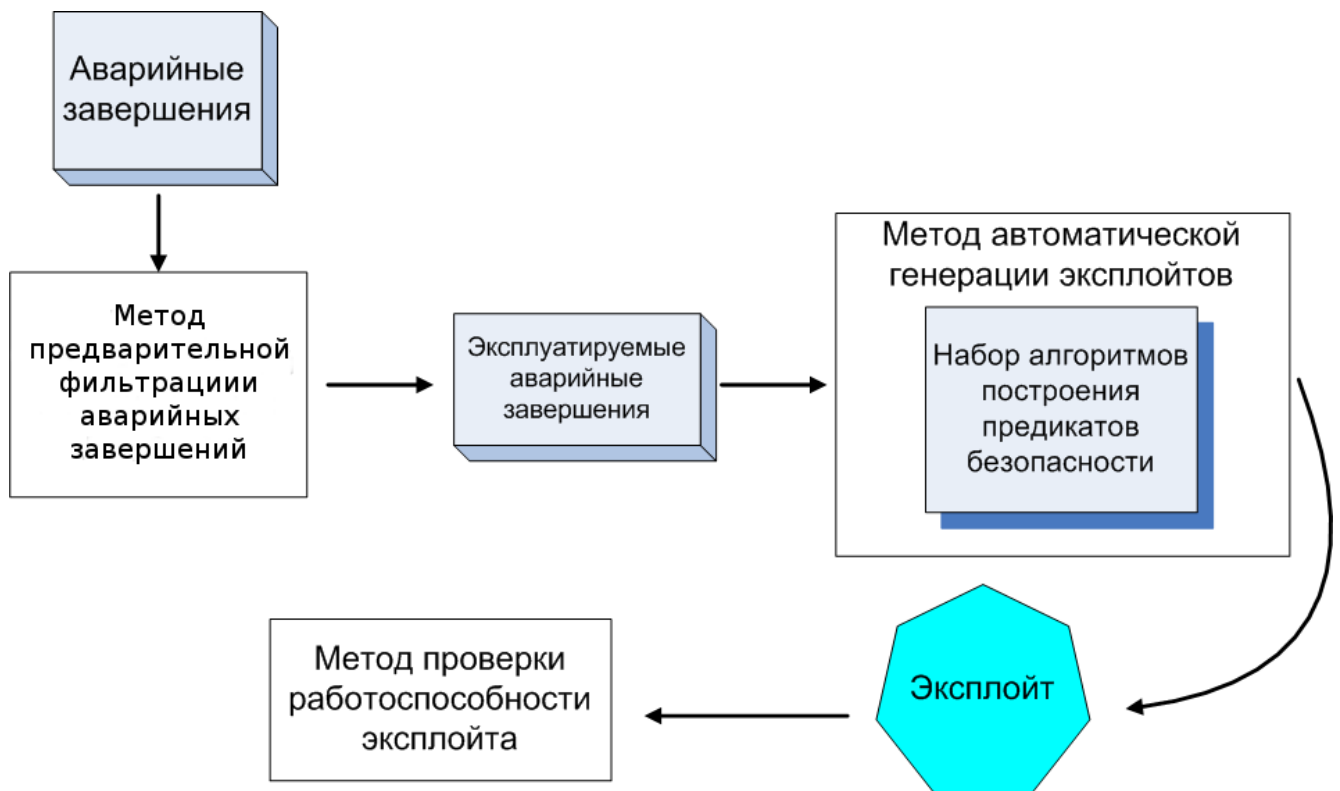 Аварийные
завершения
Метод
предварительной
фильтрациии
аварийных
завершений
Эксплуатируемые
аварийные
завершения
Метод автоматической
генерации эксплойтов
Набор алгоритмов
построения
предикатов
безопасности
Эксплойт
Метод проверки
работоспособности
эксплойта